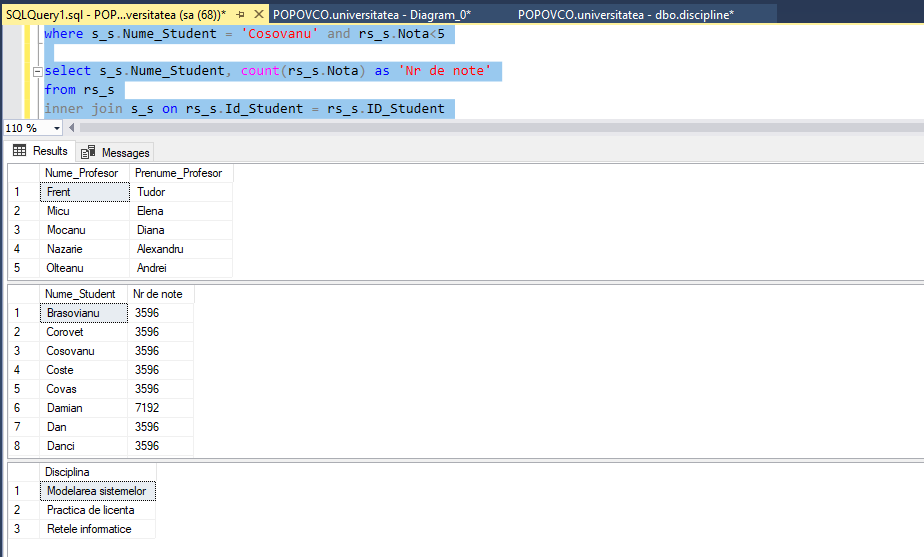 SQLQuery1.sql - POP...versitatea (sa (68))* POPOVCO.universitatea - Diagram_0* POPOVCO.universitatea - dbo.discipline*
where s_s.Nume_Student = 'Cosovanu' and rs_s.Nota<5
select s_s.Nume_Student, count(rs_s.Nota) as 'Nr de note'
from rs_s
inner join s_s on rs_s.Id_Student = rs_s.ID_Student
110 %
Results Messages
Nume_Profesor Prenume_Profesor
1 Frent Tudor
2 Micu Elena
3 Mocanu Diana
4 Nazarie Alexandru
5 Olteanu Andrei
Nume_Student Nr de note
1 Brasovianu 3596
2 Corovet 3596
3 Cosovanu 3596
4 Coste 3596
5 Covas 3596
6 Damian 7192
7 Dan 3596
8 Danci 3596
Disciplina
1 Modelarea sistemelor
2 Practica de licenta
3 Retele informatice